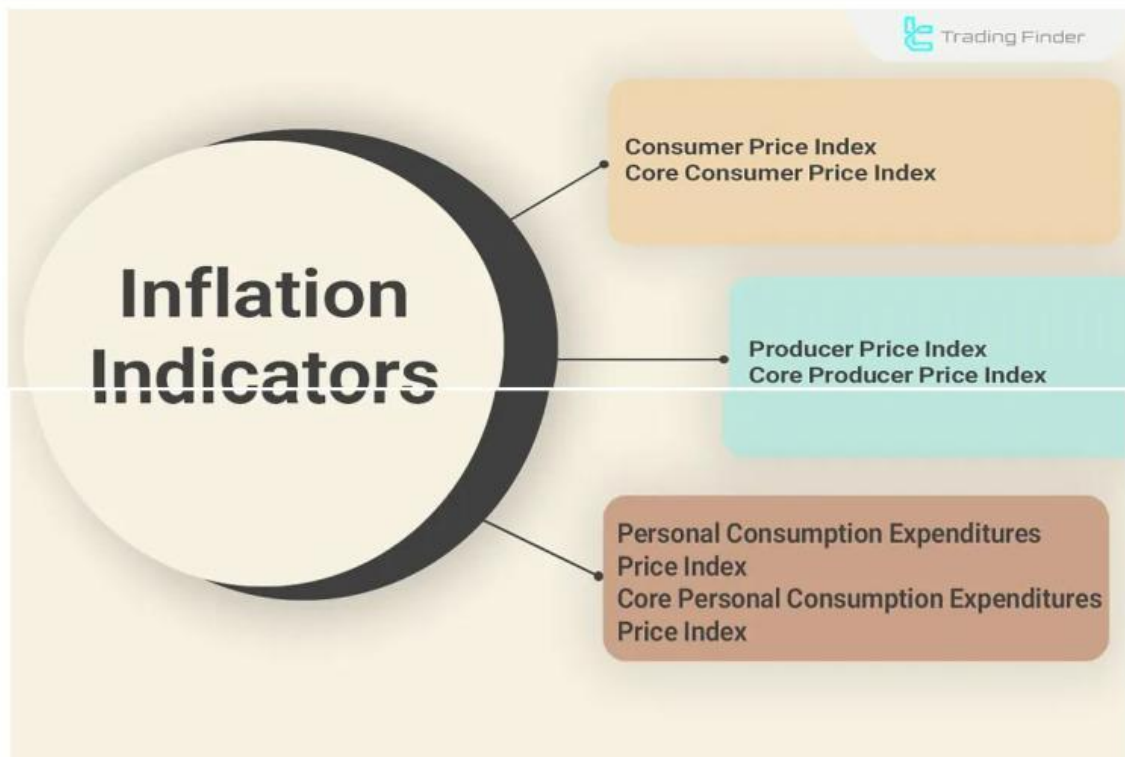 Trading Finder
Inflation
Indicators
Consumer Price Index
Core Consumer Price Index
Producer Price Index
Core Producer Price Index
Personal Consumption Expenditures
Price Index
Core Personal Consumption Expenditures
Price Index